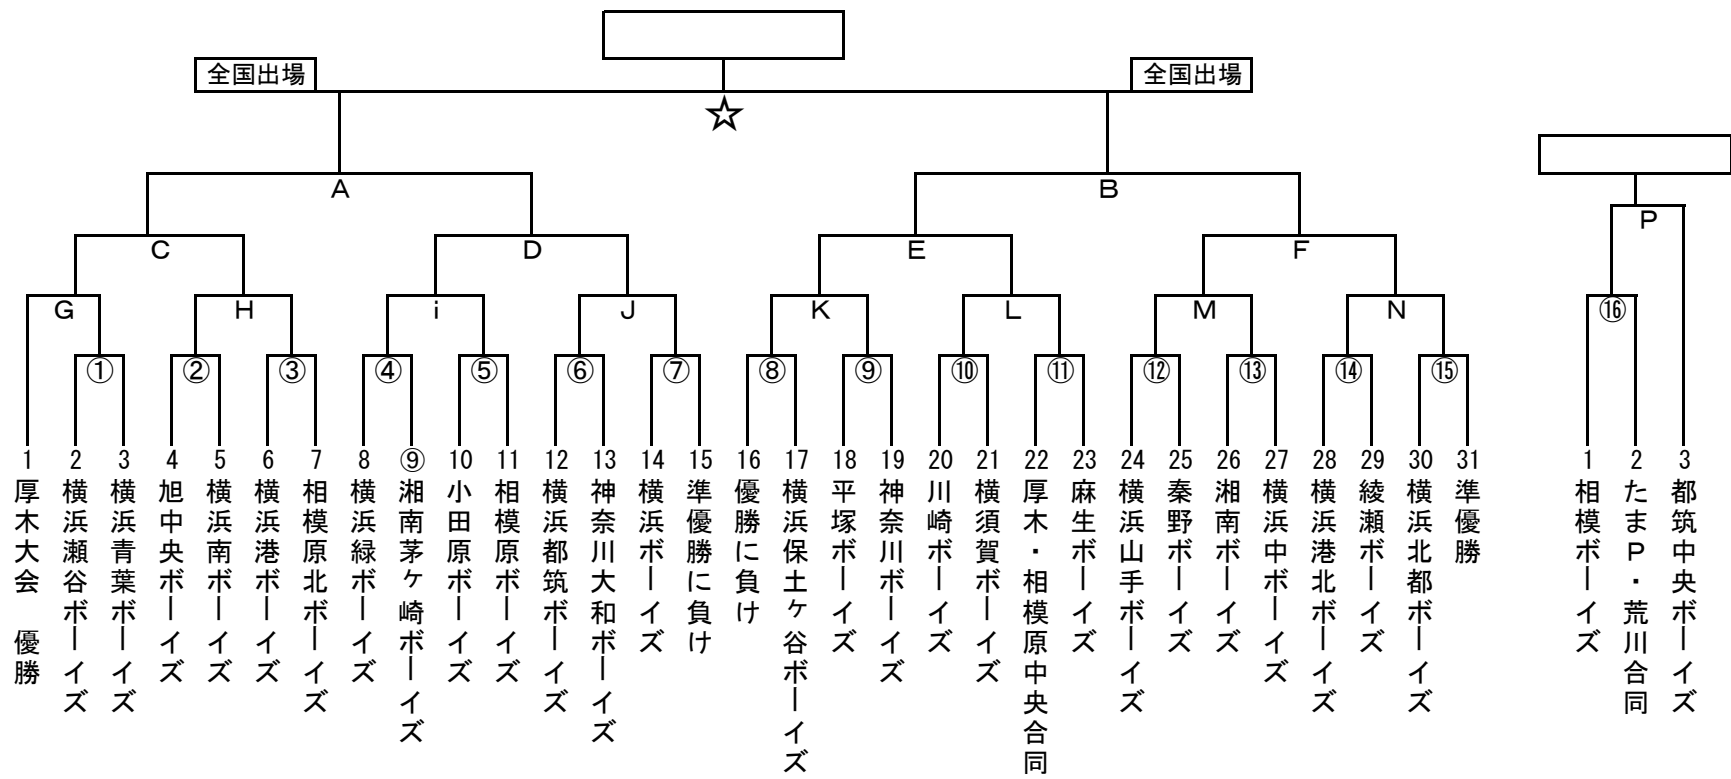 全国出場
全国出場
☆
A
B
P
C
D
E
F
G
H
i
J
K
L
M
N
⑯
①
②
③
④
⑤
⑥
⑦
⑧
⑨
⑩
⑪
⑫
⑬
⑭
⑮
1 厚木大会 優勝
2 横浜瀬谷ボーイズ
3 横浜青葉ボーイズ
4 旭中央ボーイズ
5 横浜南ボーイズ
6 横浜港ボーイズ
7 相模原北ボーイズ
8 横浜緑ボーイズ
⑨ 湘南茅ヶ崎ボーイズ
10 小田原ボーイズ
11 相模原ボーイズ
12 横浜都筑ボーイズ
13 神奈川大和ボーイズ
14 横浜ボーイズ
15 準優勝に負け
16 優勝に負け
17 横浜保土ケ谷ボーイズ
18 平塚ボーイズ
19 神奈川ボーイズ
20 川崎ボーイズ
21 横須賀ボーイズ
22 厚木・相模原中央合同
23 麻生ボーイズ
24 横浜山手ボーイズ
25 秦野ボーイズ
26 湘南ボーイズ
27 横浜中ボーイズ
28 横浜港北ボーイズ
29 綾瀬ボーイズ
30 横浜北都ボーイズ
31 準優勝
1 相模ボーイズ
2 たまP・荒川合同
3 都筑中央ボーイズ